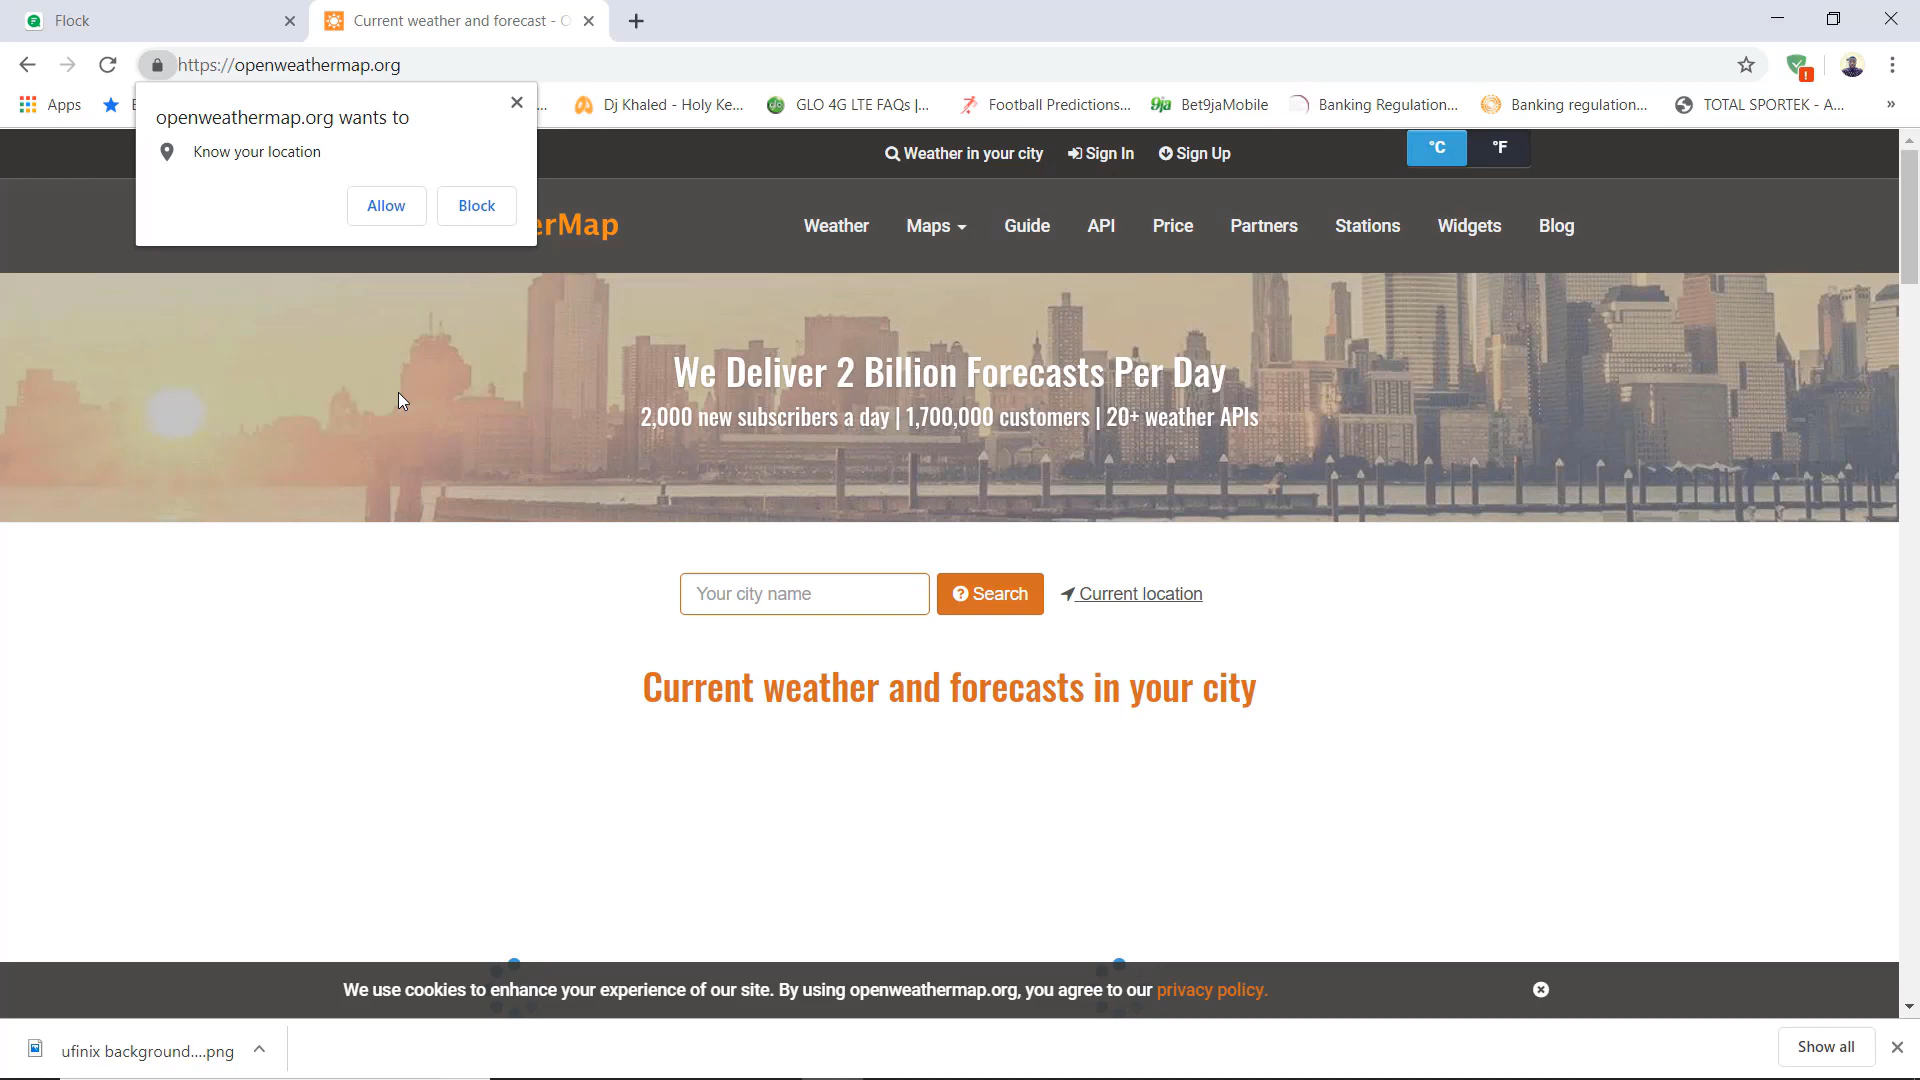 Flock
Current weather and forecast - O
https://openweathermap.org
Apps
Dj Khaled - Holy Ke...
GLO 4G LTE FAQs |...
Football Predictions...
9ja Bet9jaMobile
Banking Regulation...
Banking regulation...
TOTAL SPORTEK - A...
»
openweathermap.org wants to
Know your location
Allow
Block
Weather in your city
Sign In
Sign Up
°C
°F
erMap
Weather
Maps
Guide
API
Price
Partners
Stations
Widgets
Blog
We Deliver 2 Billion Forecasts Per Day
2,000 new subscribers a day | 1,700,000 customers | 20+ weather APIs
Your city name
Search
Current location
Current weather and forecasts in your city
We use cookies to enhance your experience of our site. By using openweathermap.org, you agree to our privacy policy.
ufinix background....png
Show all